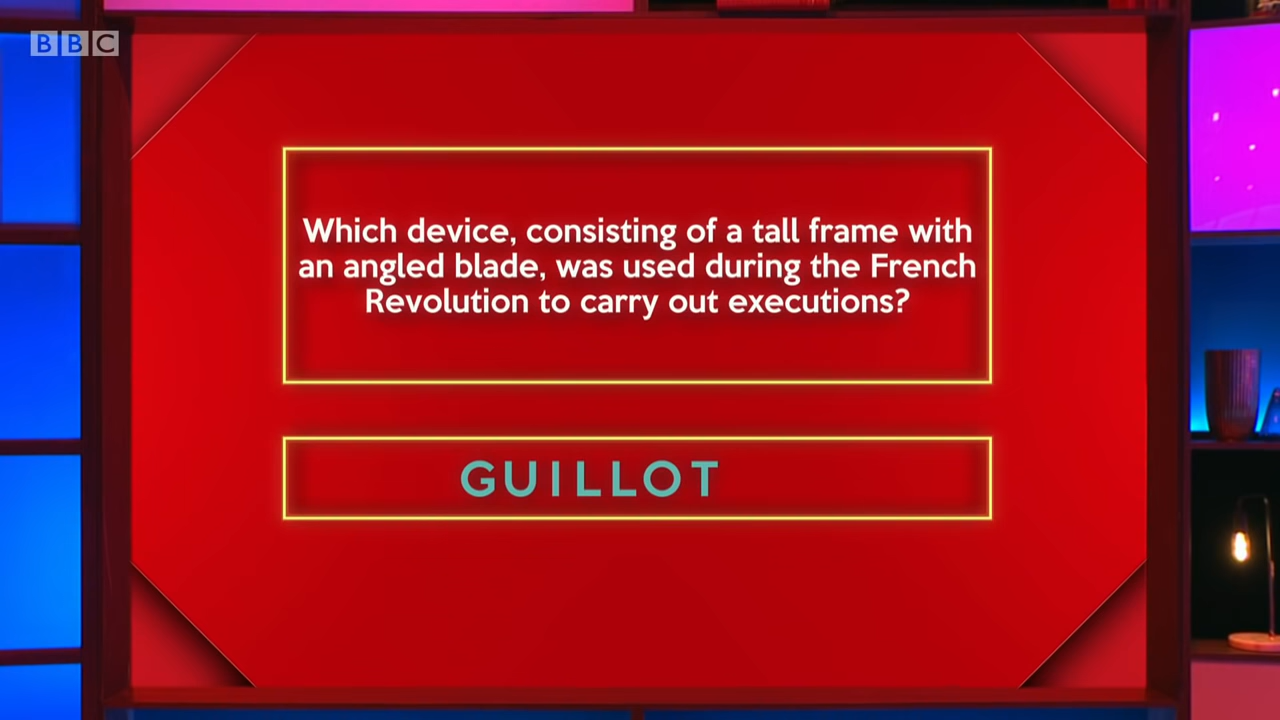 BBC
Which device, consisting of a tall frame with
an angled blade, was used during the French
Revolution to carry out executions?
GUILLOT